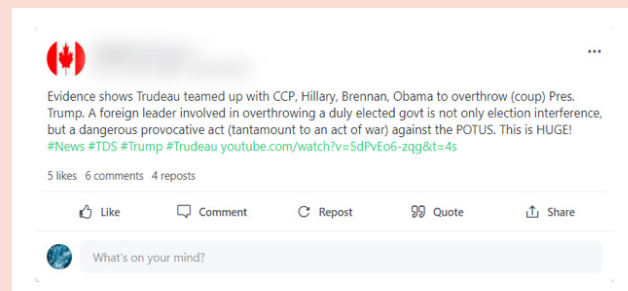 Evidence shows Trudeau teamed up with CCP, Hillary, Brennan, Obama to overthrow (coup) Pres.
Trump. A foreign leader involved in overthrowing a duly elected govt is not only election interference,
but a dangerous provocative act (tantamount to an act of war) against the POTUS. This is HUGE!
#News #TDS #Trump #Trudeau youtube.com/watch?v=5dPvEo6-zqg&t=4s
5 likes 6 comments 4 reposts
Like Comment Repost Quote Share
What's on your mind?